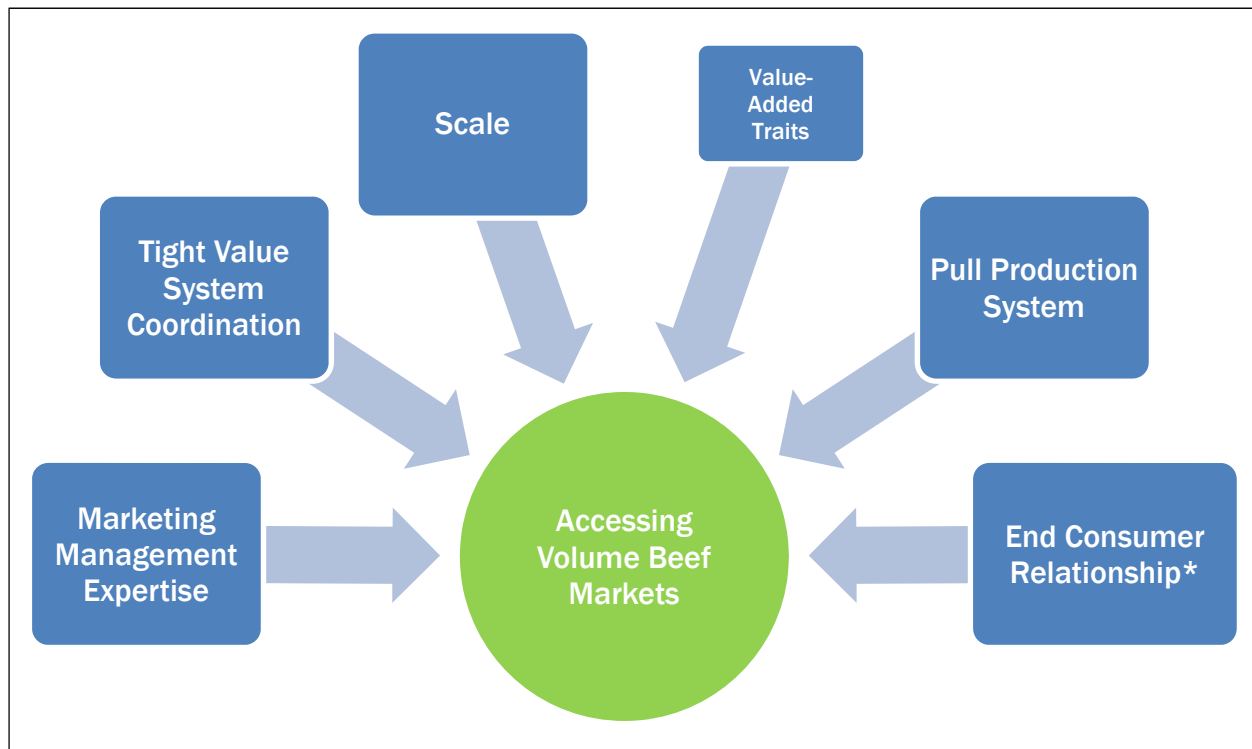 Scale
Value-
Added
Traits
Tight Value
System
Coordination
Pull Production
System
Marketing
Management
Expertise
Accessing
Volume Beef
Markets
End Consumer
Relationship*